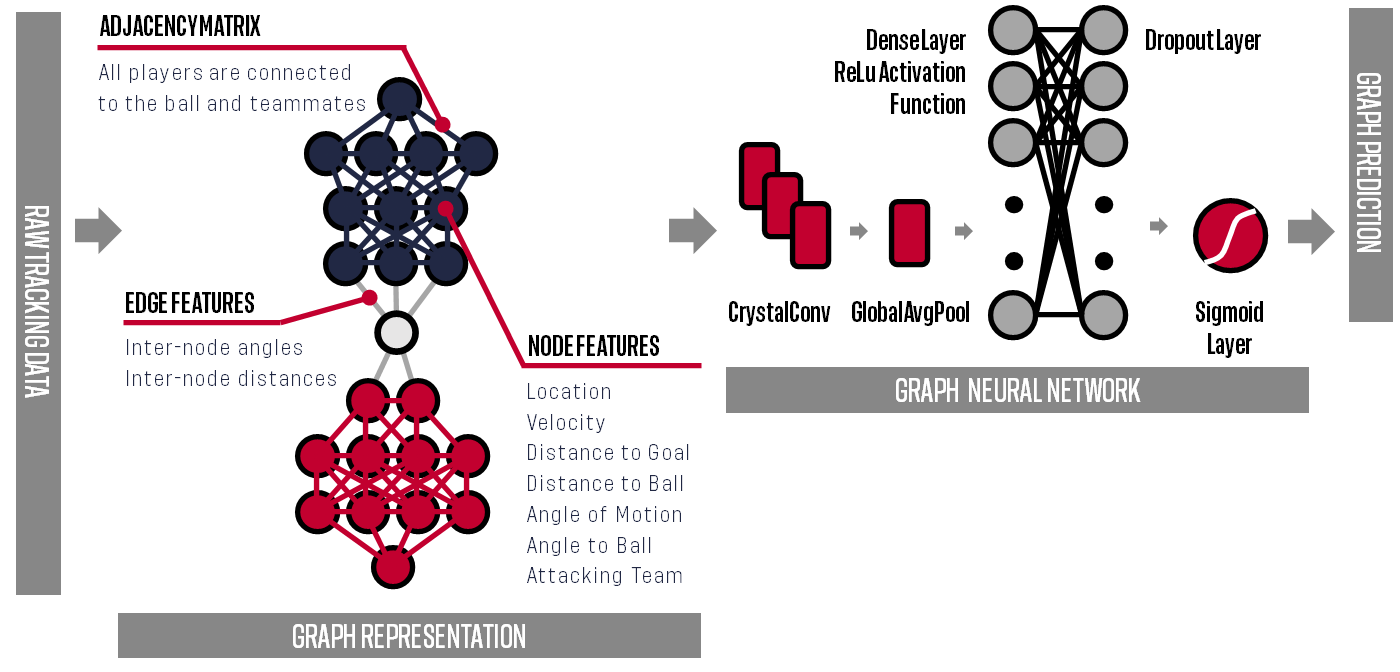 RAW TRACKING DATA
ADJACENCY MATRIX
All players are connected
to the ball and teammates
EDGE FEATURES
Inter-node angles
Inter-node distances
NODE FEATURES
Location
Velocity
Distance to Goal
Distance to Ball
Angle of Motion
Angle to Ball
Attacking Team
GRAPH REPRESENTATION
CrystalConv
GlobalAvgPool
Dense Layer
ReLu Activation
Function
Dropout Layer
Sigmoid
Layer
GRAPH NEURAL NETWORK
GRAPH PREDICTION